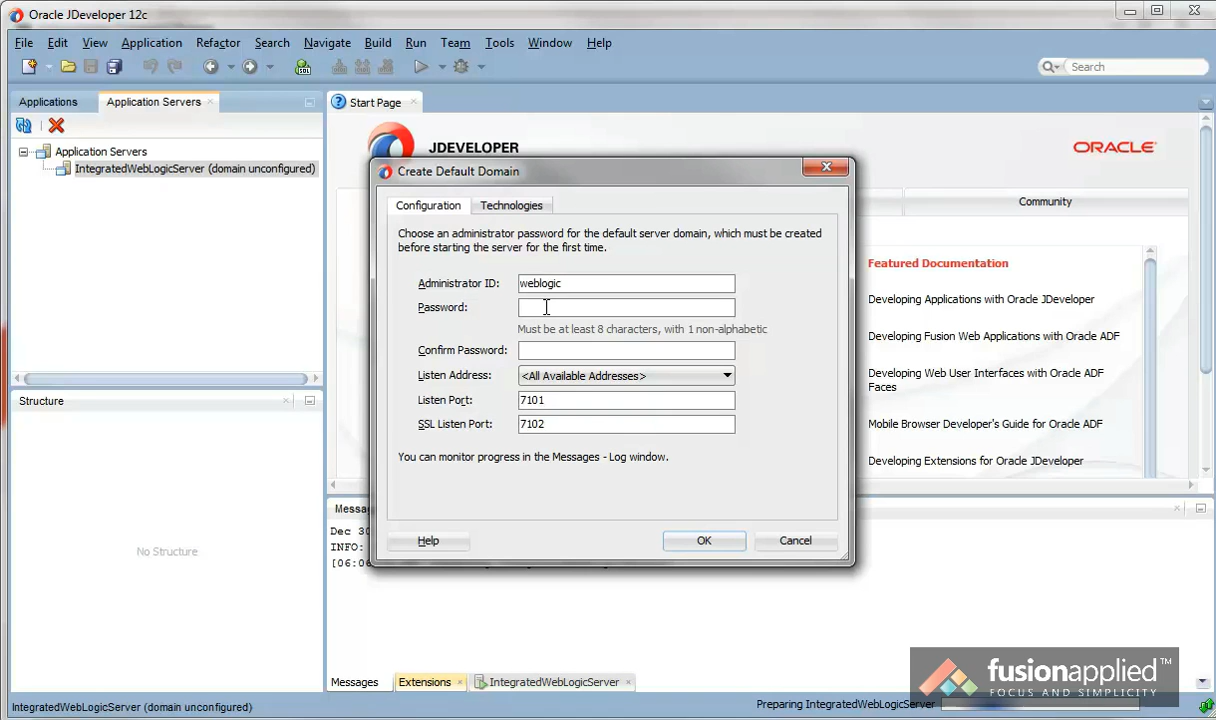 Oracle JDeveloper 12c
File Edit View Application Refactor Search Navigate Build Run Team Tools Window Help
Search
Applications Application Servers Start Page
Application Servers
IntegratedWebLogicServer (domain unconfigured)
JDEVELOPER
ORACLE
Community
Featured Documentation
Developing Applications with Oracle JDeveloper
Developing Fusion Web Applications with Oracle ADF
Developing Web User Interfaces with Oracle ADF
Faces
Mobile Browser Developer's Guide for Oracle ADF
Developing Extensions for Oracle JDeveloper
Create Default Domain
Configuration Technologies
Choose an administrator password for the default server domain, which must be created
before starting the server for the first time.
Administrator ID: weblogic
Password:
Must be at least 8 characters, with 1 non-alphabetic
Confirm Password:
Listen Address: <All Available Addresses>
Listen Port: 7101
SSL Listen Port: 7102
You can monitor progress in the Messages - Log window.
Help OK Cancel
Structure
No Structure
Dec 30
INFO:
[06:06
Messages Extensions IntegratedWebLogicServer
fusionapplied™
FOCUS AND SIMPLICITY
IntegratedWebLogicServer (domain unconfigured)
Preparing IntegratedWebLogicServer